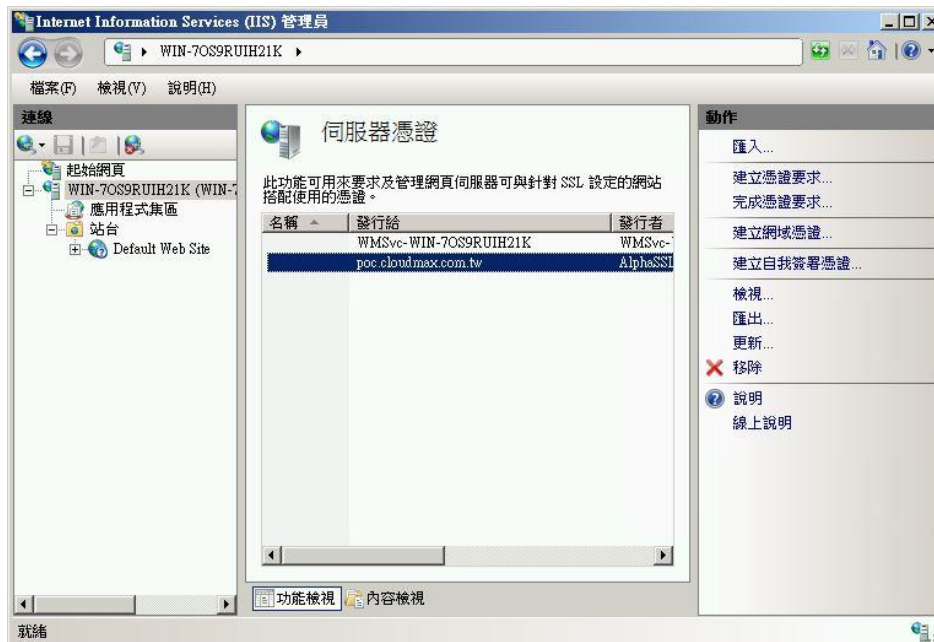 Internet Information Services (IIS) 管理員
WIN-7OS9RUIH21K
檔案(F) 檢視(V) 說明(H)
連線
起始網頁
WIN-7OS9RUIH21K (WIN-7
應用程式集區
站台
Default Web Site
伺服器憑證
此功能可用來要求及管理網頁伺服器可與針對 SSL 設定的網站
搭配使用的憑證。
名稱 發行給 發行者
WMSvc-WIN-7OS9RUIH21K WMSvc-
poc.cloudmax.com.tw AlphaSSL
功能檢視 內容檢視
動作
匯入...
建立憑證要求...
完成憑證要求...
建立網域憑證...
建立自我簽署憑證...
檢視...
匯出...
更新...
移除
說明
線上說明
就緒